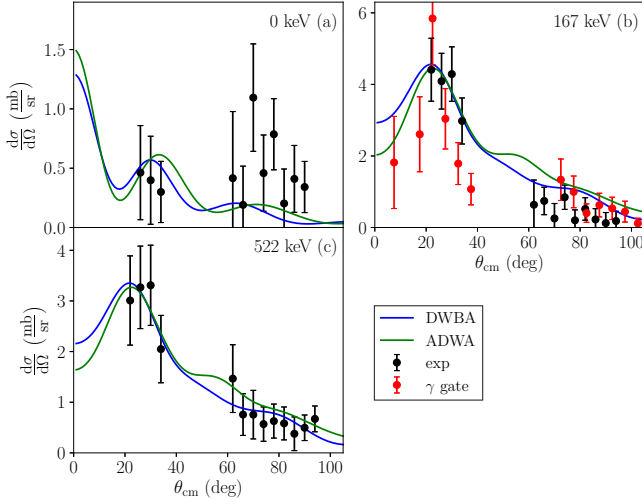 0 keV (a)
1.5
1.0
0.5
0.0
dσ/dΩ (mb/sr)
167 keV (b)
6
4
2
0
0 20 40 60 80 100
θcm (deg)
522 keV (c)
4
3
2
1
0
dσ/dΩ (mb/sr)
0 20 40 60 80 100
θcm (deg)
DWBA
ADWA
exp
γ gate